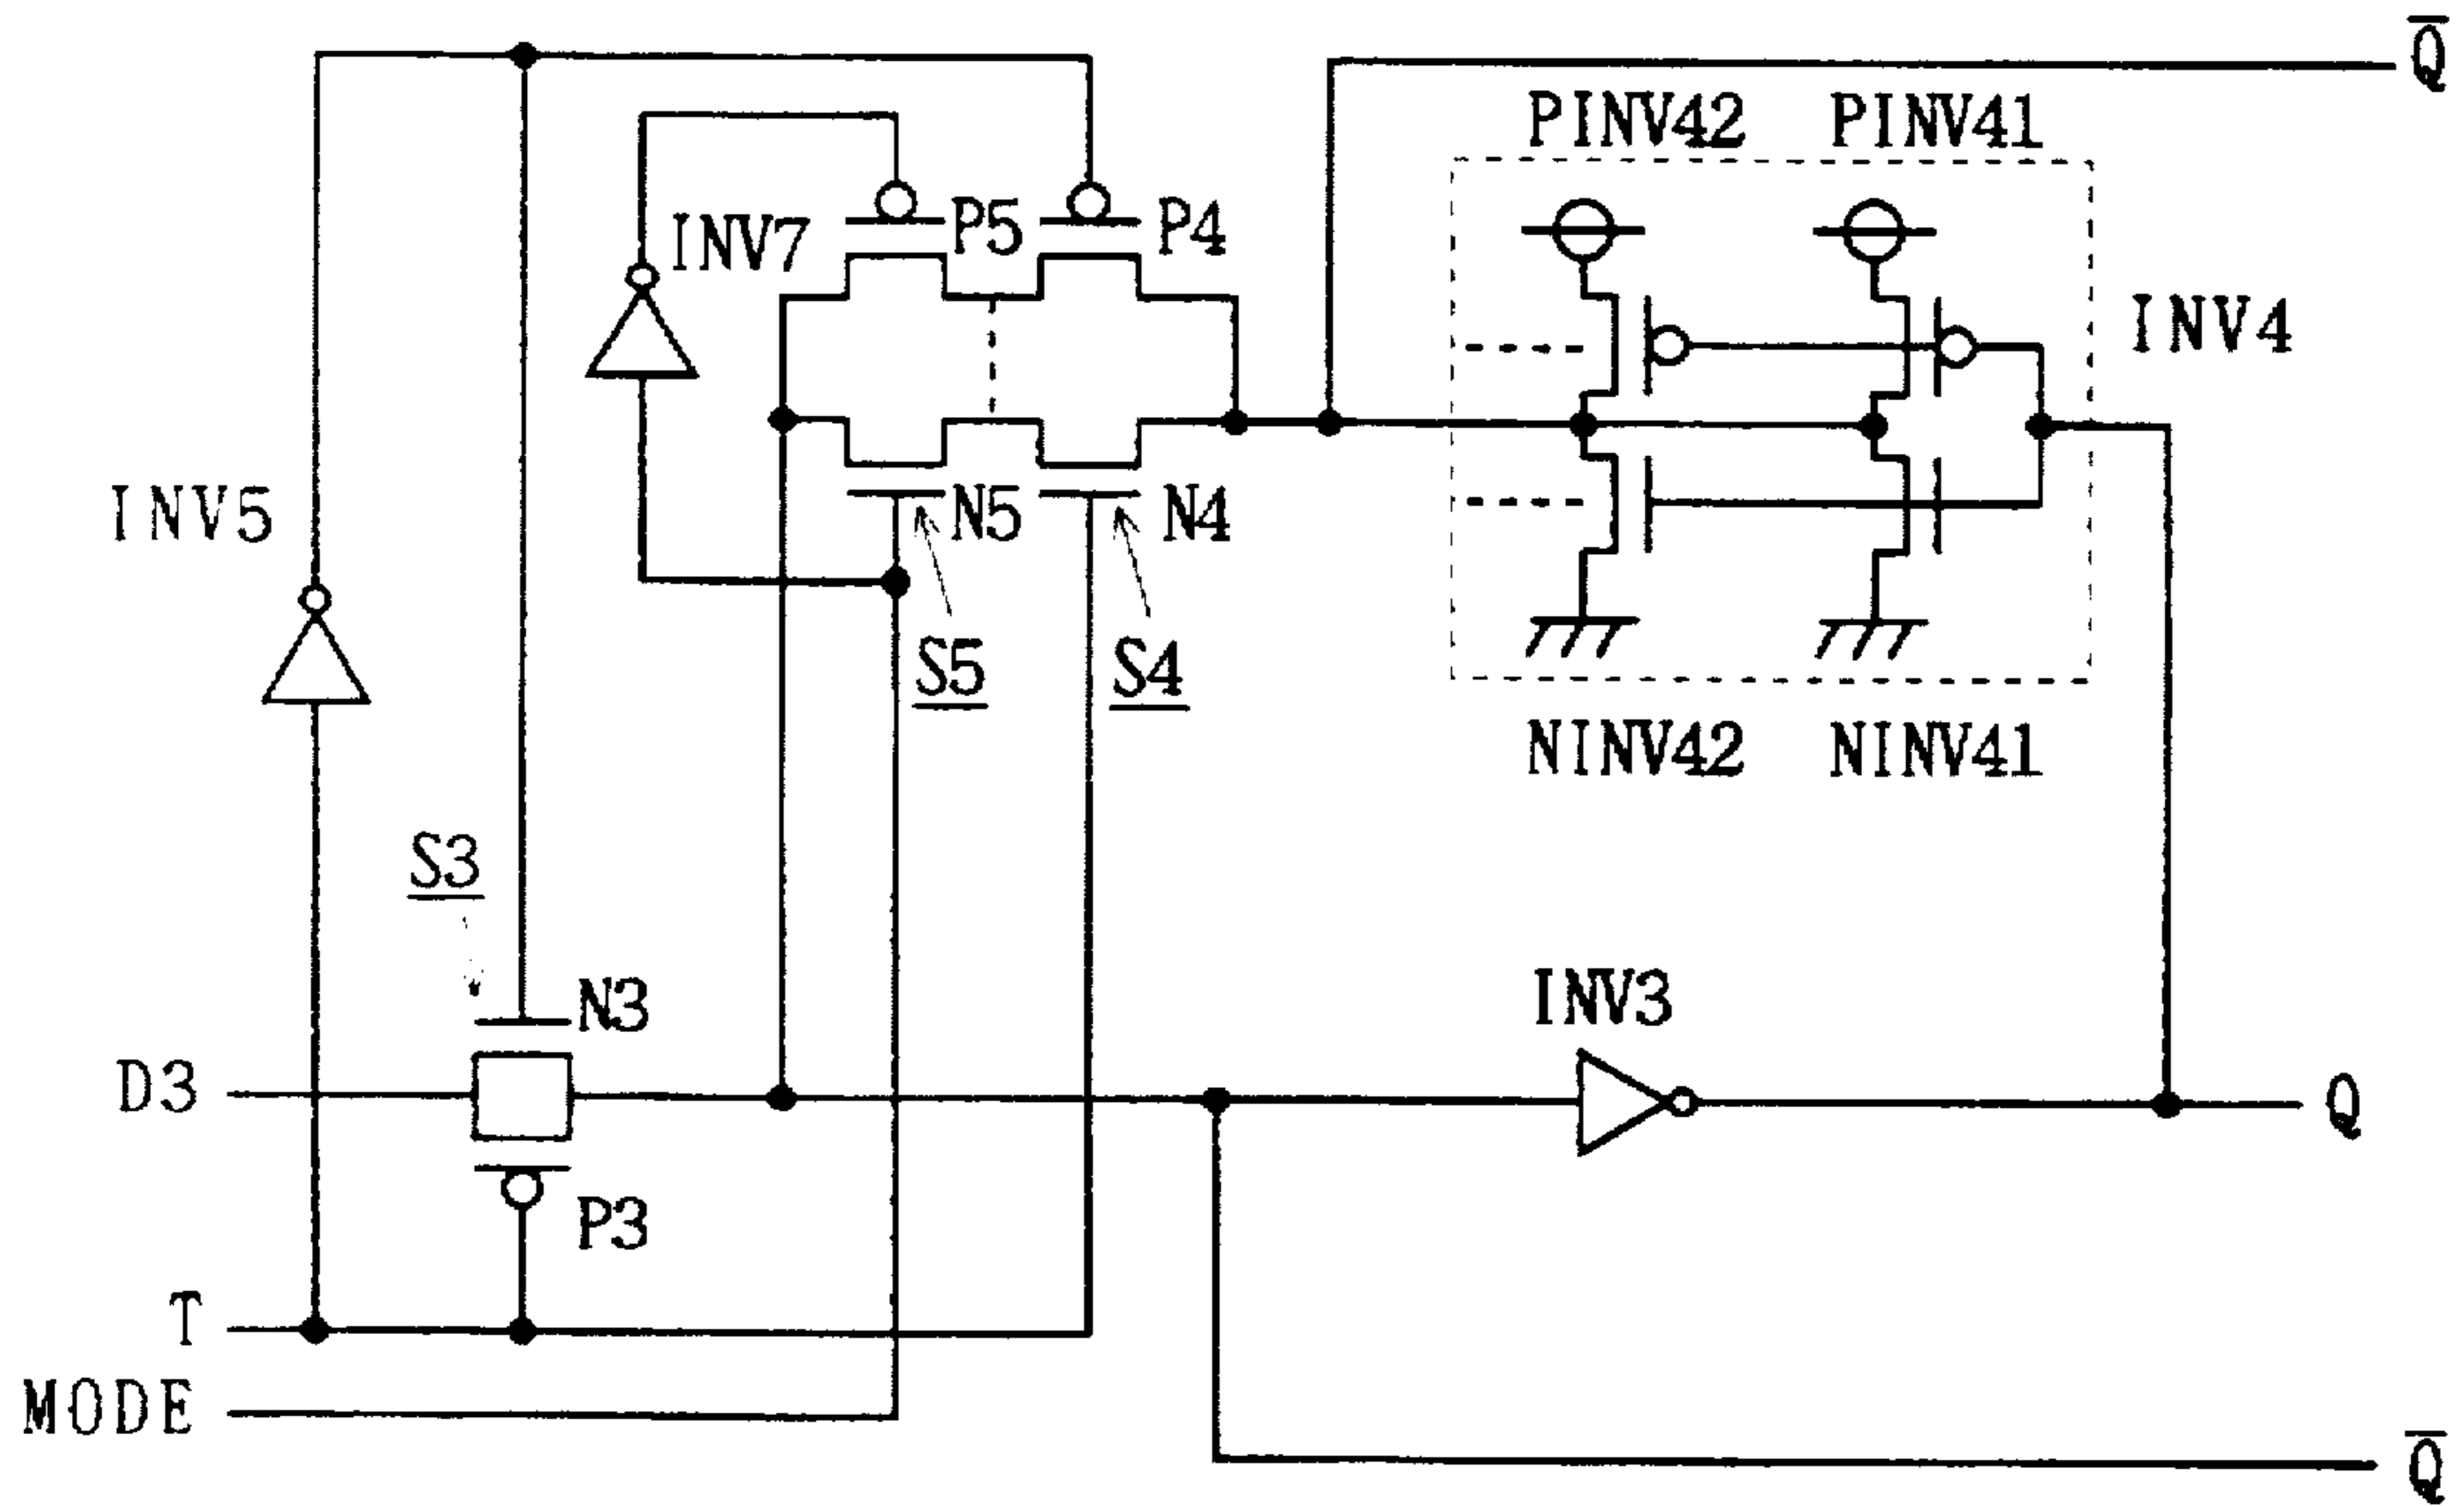 Q̅
PINV42 PINV41
INV7 P5 P4
INV4
INV5 N5 N4
S5 S4
NINV42 NINV41
S3
N3 INV3
D3 Q
P3
T
MODE
Q̅